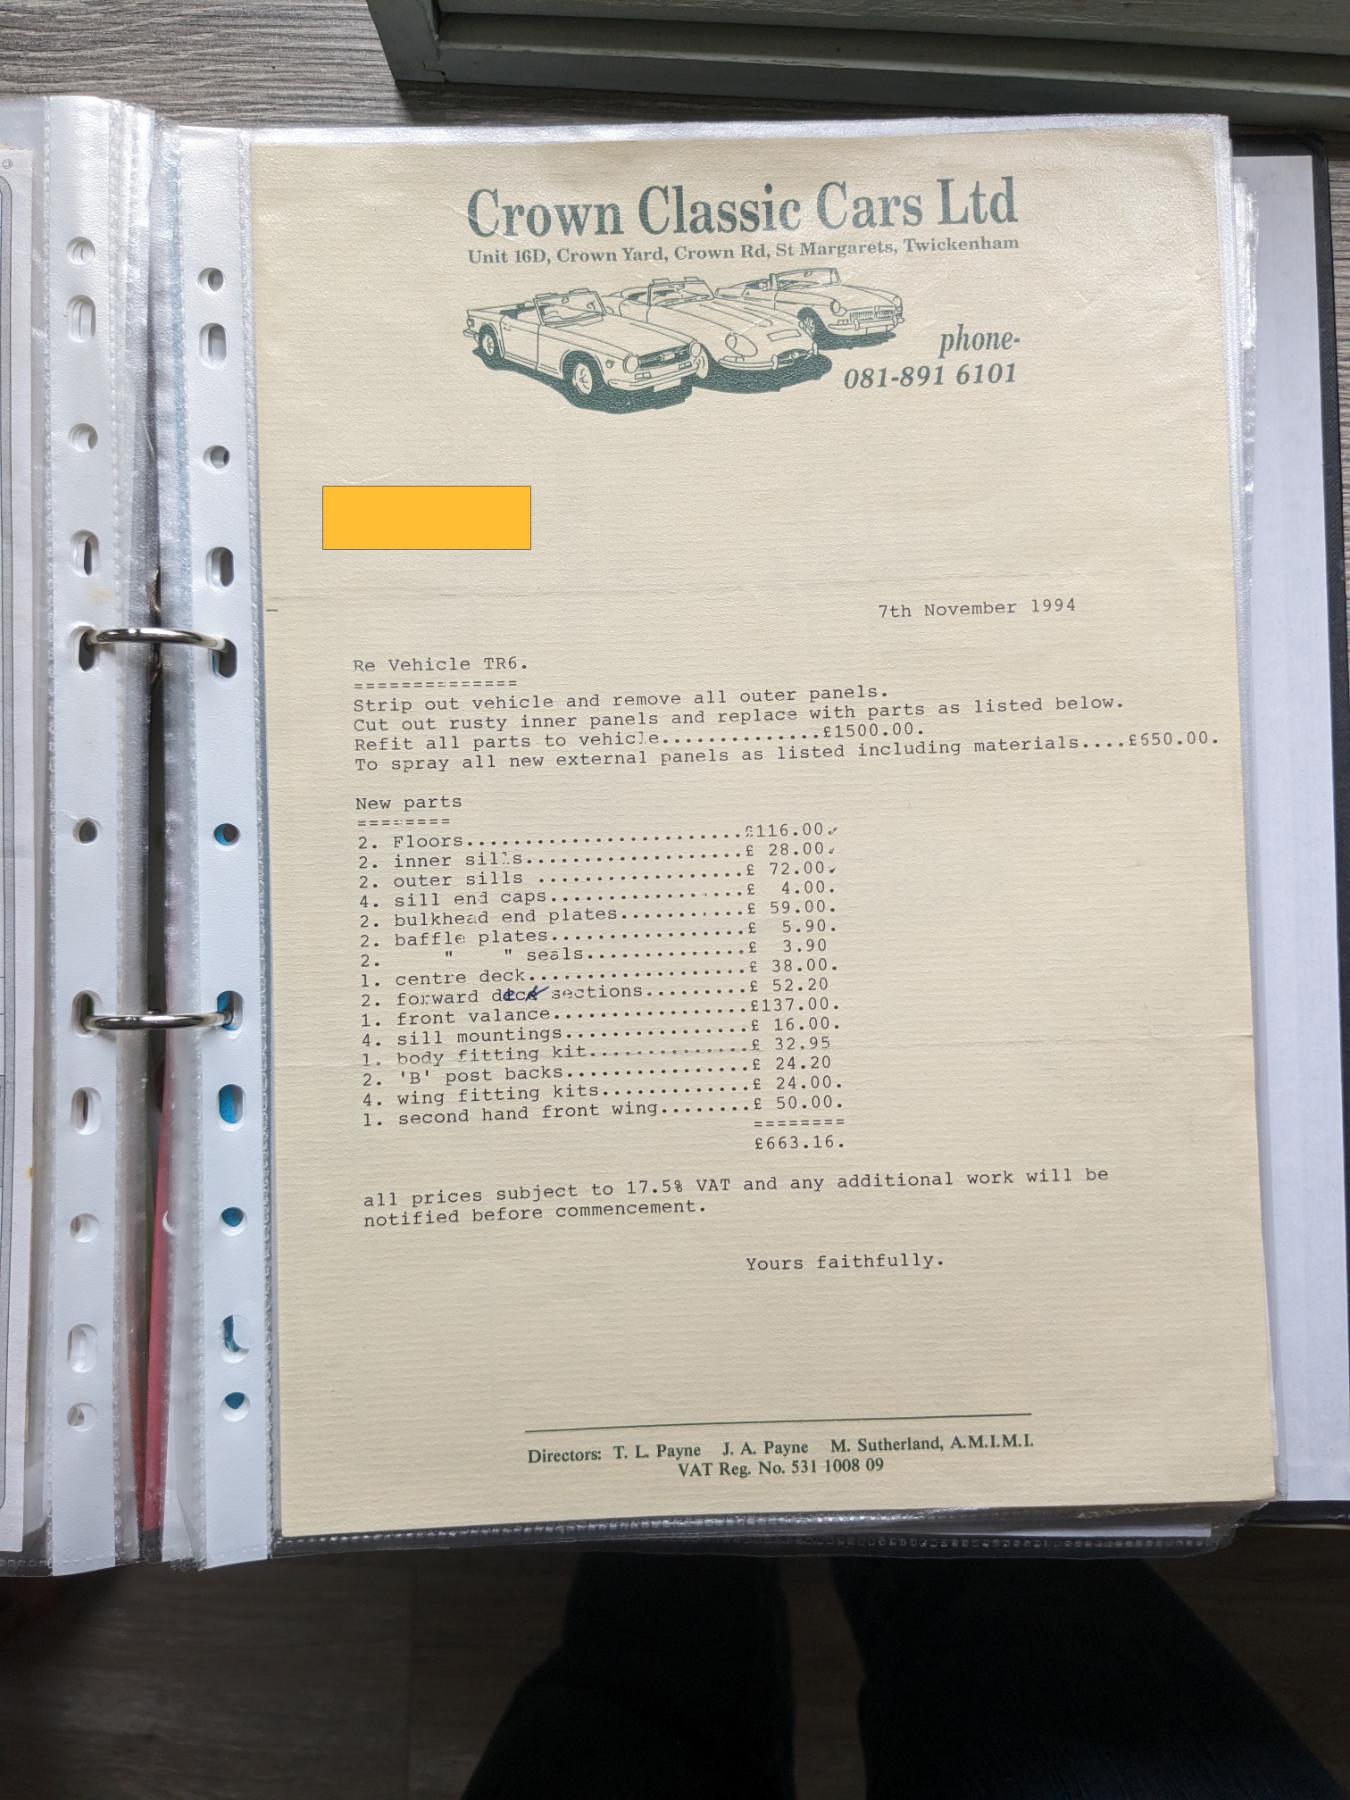 Crown Classic Cars Ltd
Unit 16D, Crown Yard, Crown Rd, St Margarets, Twickenham
phone-
081-891 6101
7th November 1994
Re Vehicle TR6.
==============
Strip out vehicle and remove all outer panels.
Cut out rusty inner panels and replace with parts as listed below.
Refit all parts to vehicle..............£1500.00.
To spray all new external panels as listed including materials....£650.00.
New parts
========
2. Floors.......................£116.00.
2. inner sills..................£ 28.00.
2. outer sills .................£ 72.00.
4. sill end caps................£ 4.00.
2. bulkhead end plates..........£ 59.00.
2. baffle plates................£ 5.90.
2. " " seals.............£ 3.90
1. centre deck..................£ 38.00.
2. forward deck sections.........£ 52.20
1. front valance................£137.00.
4. sill mountings...............£ 16.00.
1. body fitting kit.............£ 32.95
2. 'B' post backs...............£ 24.20
4. wing fitting kits............£ 24.00.
1. second hand front wing........£ 50.00.
========
£663.16.
all prices subject to 17.5% VAT and any additional work will be
notified before commencement.
Yours faithfully.
Directors: T. L. Payne J. A. Payne M. Sutherland, A.M.I.M.I.
VAT Reg. No. 531 1008 09